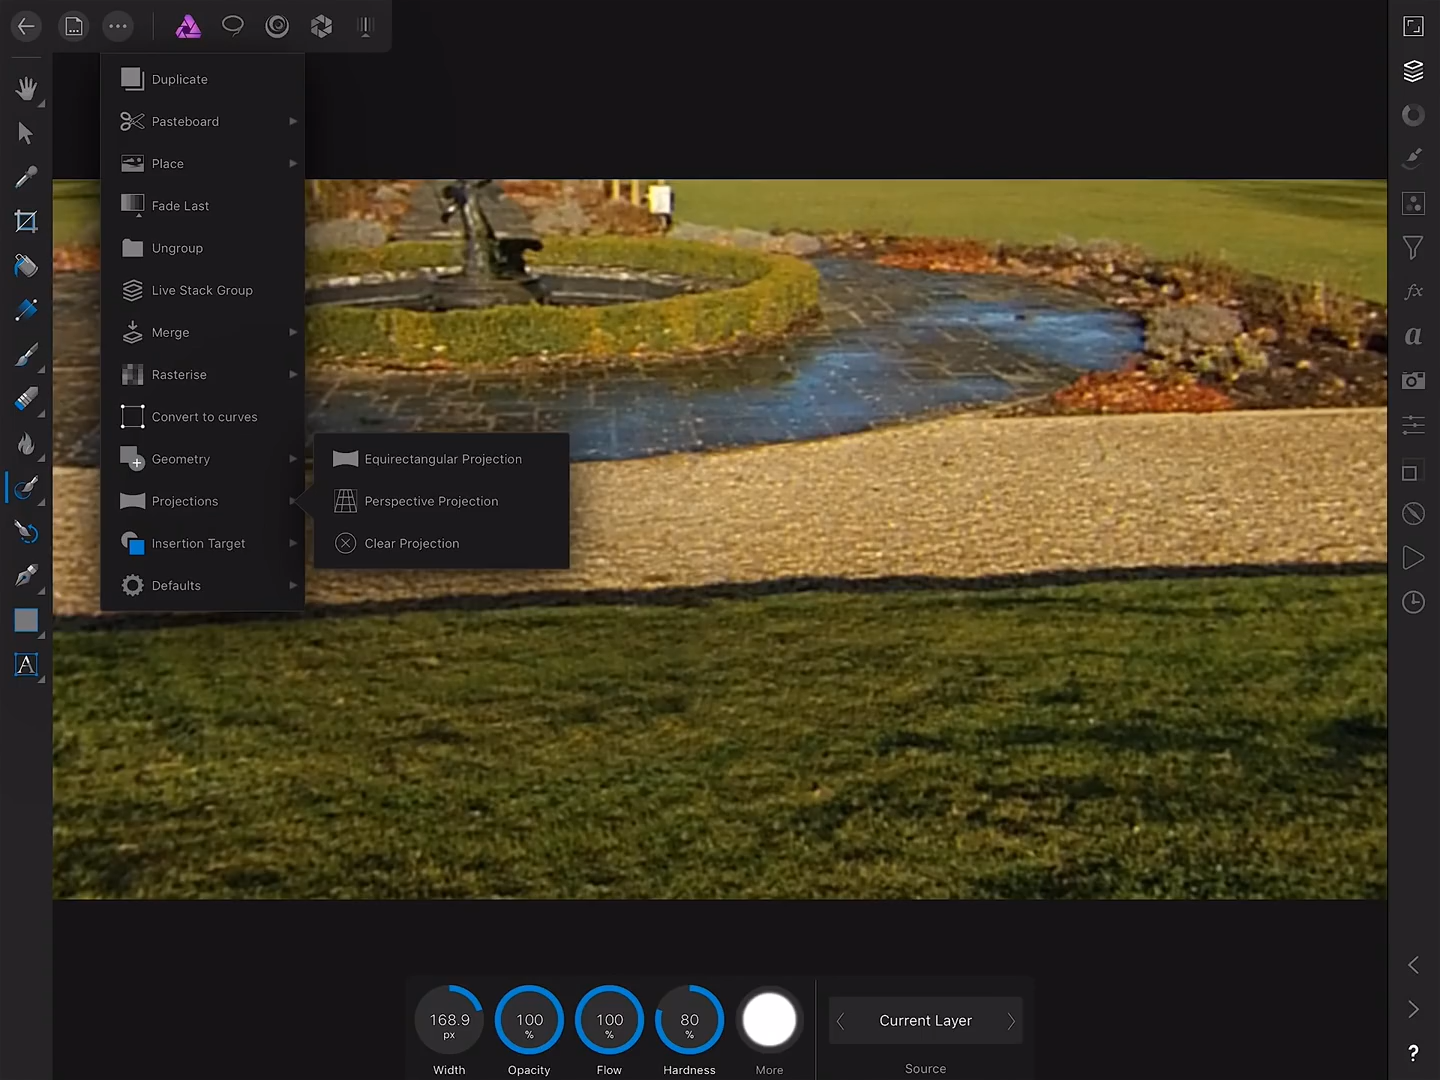 Duplicate
Pasteboard
Place
Fade Last
Ungroup
Live Stack Group
Merge
Rasterise
Convert to curves
Geometry
Projections
Insertion Target
Defaults
Equirectangular Projection
Perspective Projection
Clear Projection
fx
a
A
168.9
px
Width
100
%
Opacity
100
%
Flow
80
%
Hardness
More
Current Layer
Source
?